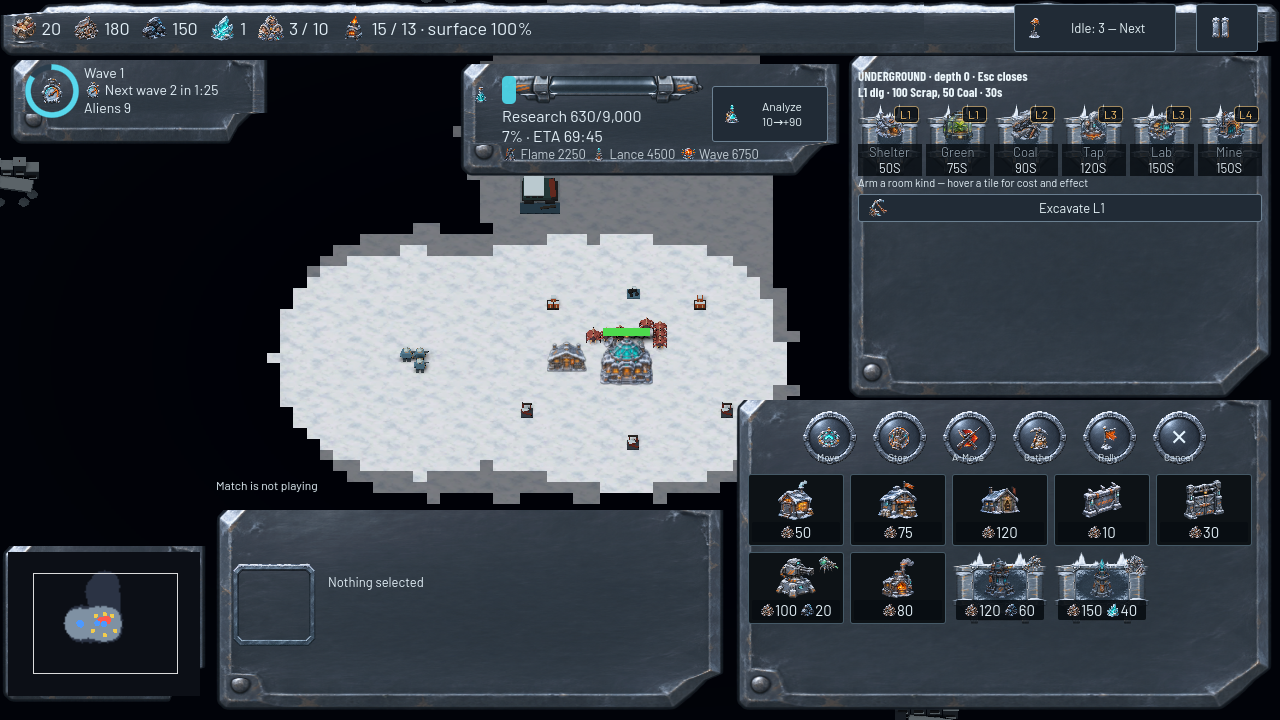 20 180 150 1 3 / 10 15 / 13 · surface 100%
Idle: 3 — Next
Wave 1
Next wave 2 in 1:25
Aliens 9
Research 630/9,000
7% · ETA 69:45
Flame 2250 Lance 4500 Wave 6750
Analyze
10→+90
UNDERGROUND · depth 0 · Esc closes
L1 dig · 100 Scrap, 50 Coal · 30s
L1 L1 L2 L3 L3 L4
Shelter Green Coal Tap Lab Mine
50S 75S 90S 120S 150S 150S
Arm a room kind — hover a tile for cost and effect
Excavate L1
Match is not playing
Nothing selected
Move Stop A-Move Gather Rally Cancel
50 75 120 10 30
100 20 80 120 60 150 40